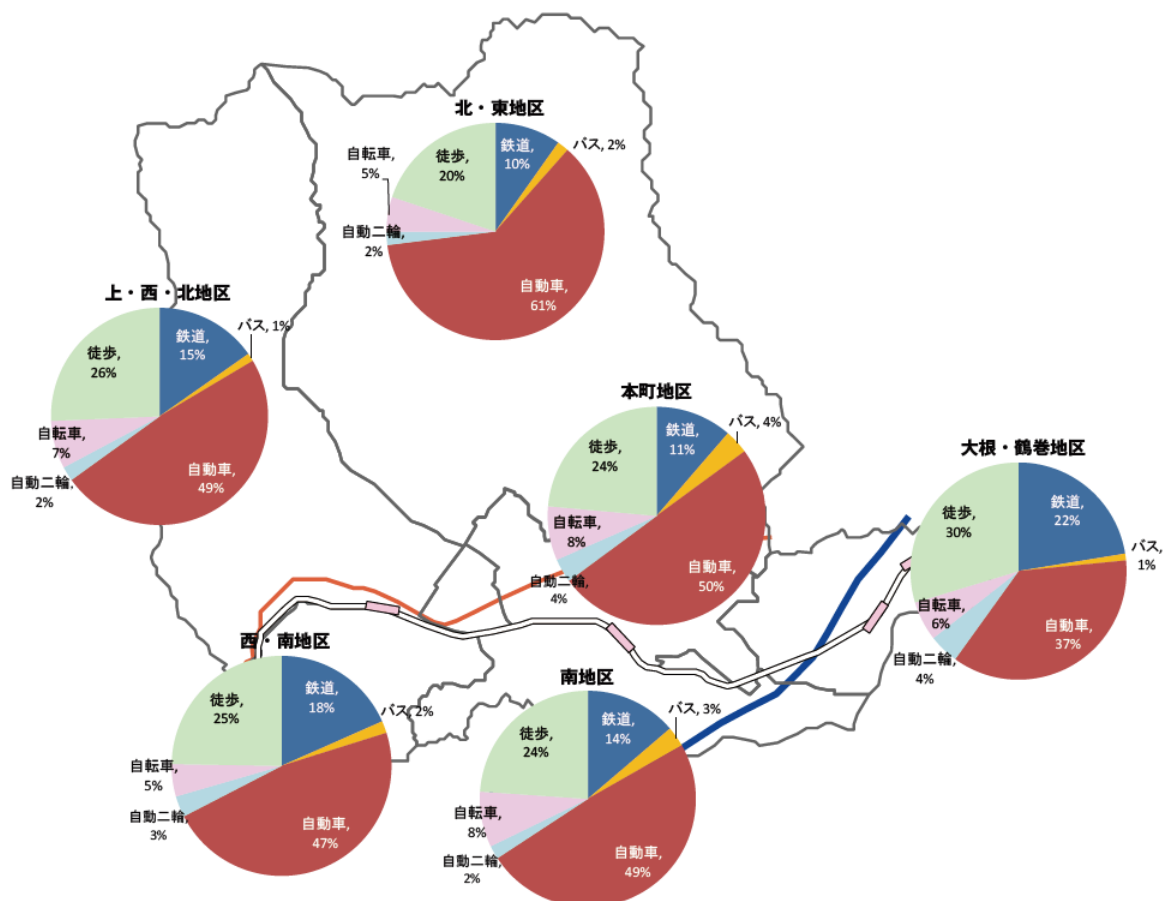 北・東地区
鉄道,
10%
バス, 2%
自動車,
61%
自動二輪,
2%
自転車,
5%
徒歩,
20%
上・西・北地区
鉄道,
15%
バス, 1%
自動車,
49%
自動二輪,
2%
自転車,
7%
徒歩,
26%
本町地区
鉄道,
11%
バス, 4%
自動車,
50%
自動二輪,
4%
自転車,
8%
徒歩,
24%
大根・鶴巻地区
鉄道,
22%
バス,
1%
自動車,
37%
自動二輪,
4%
自転車,
6%
徒歩,
30%
西・南地区
鉄道,
18%
バス, 2%
自動車,
47%
自動二輪,
3%
自転車,
5%
徒歩,
25%
南地区
鉄道,
14%
バス, 3%
自動車,
49%
自動二輪,
2%
自転車,
8%
徒歩,
24%